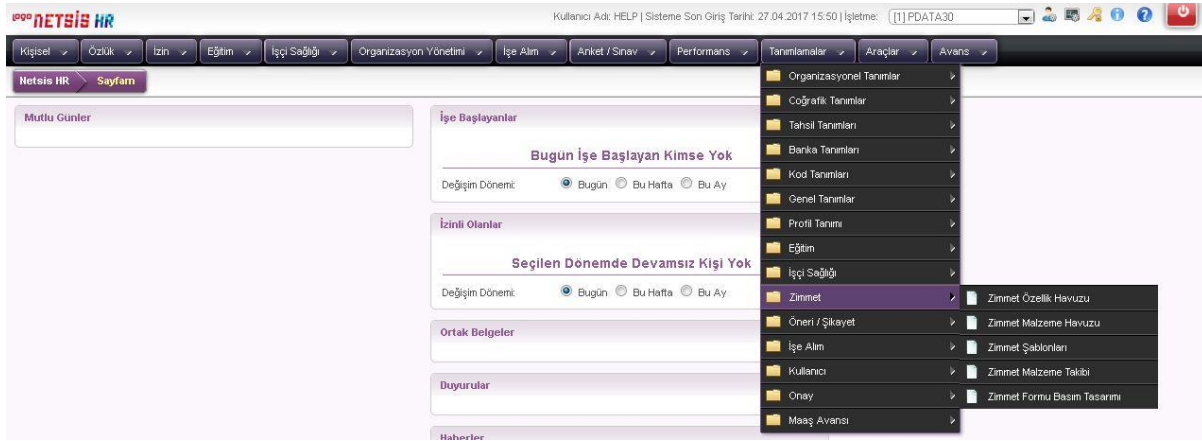 LOGO NETSİS HR
Kullanıcı Adı: HELP | Sisteme Son Giriş Tarihi: 27.04.2017 15:50 | İşletme: [1] PDATA30
Kişisel Özlük İzin Eğitim İşçi Sağlığı Organizasyon Yönetimi İşe Alım Anket / Sınav Performans Tanımlamalar Araçlar Avans
Netsis HR Sayfam
Mutlu Günler
İşe Başlayanlar
Bugün İşe Başlayan Kimse Yok
Değişim Dönemi: Bugün Bu Hafta Bu Ay
İzinli Olanlar
Seçilen Dönemde Devamsız Kişi Yok
Değişim Dönemi: Bugün Bu Hafta Bu Ay
Ortak Belgeler
Duyurular
Haberler
Organizasyonel Tanımlar
Coğrafik Tanımlar
Tahsil Tanımları
Banka Tanımları
Kod Tanımları
Genel Tanımlar
Profil Tanımı
Eğitim
İşçi Sağlığı
Zimmet
Öneri / Şikayet
İşe Alım
Kullanıcı
Onay
Maaş Avansı
Zimmet Özellik Havuzu
Zimmet Malzeme Havuzu
Zimmet Şablonları
Zimmet Malzeme Takibi
Zimmet Formu Basım Tasarımı